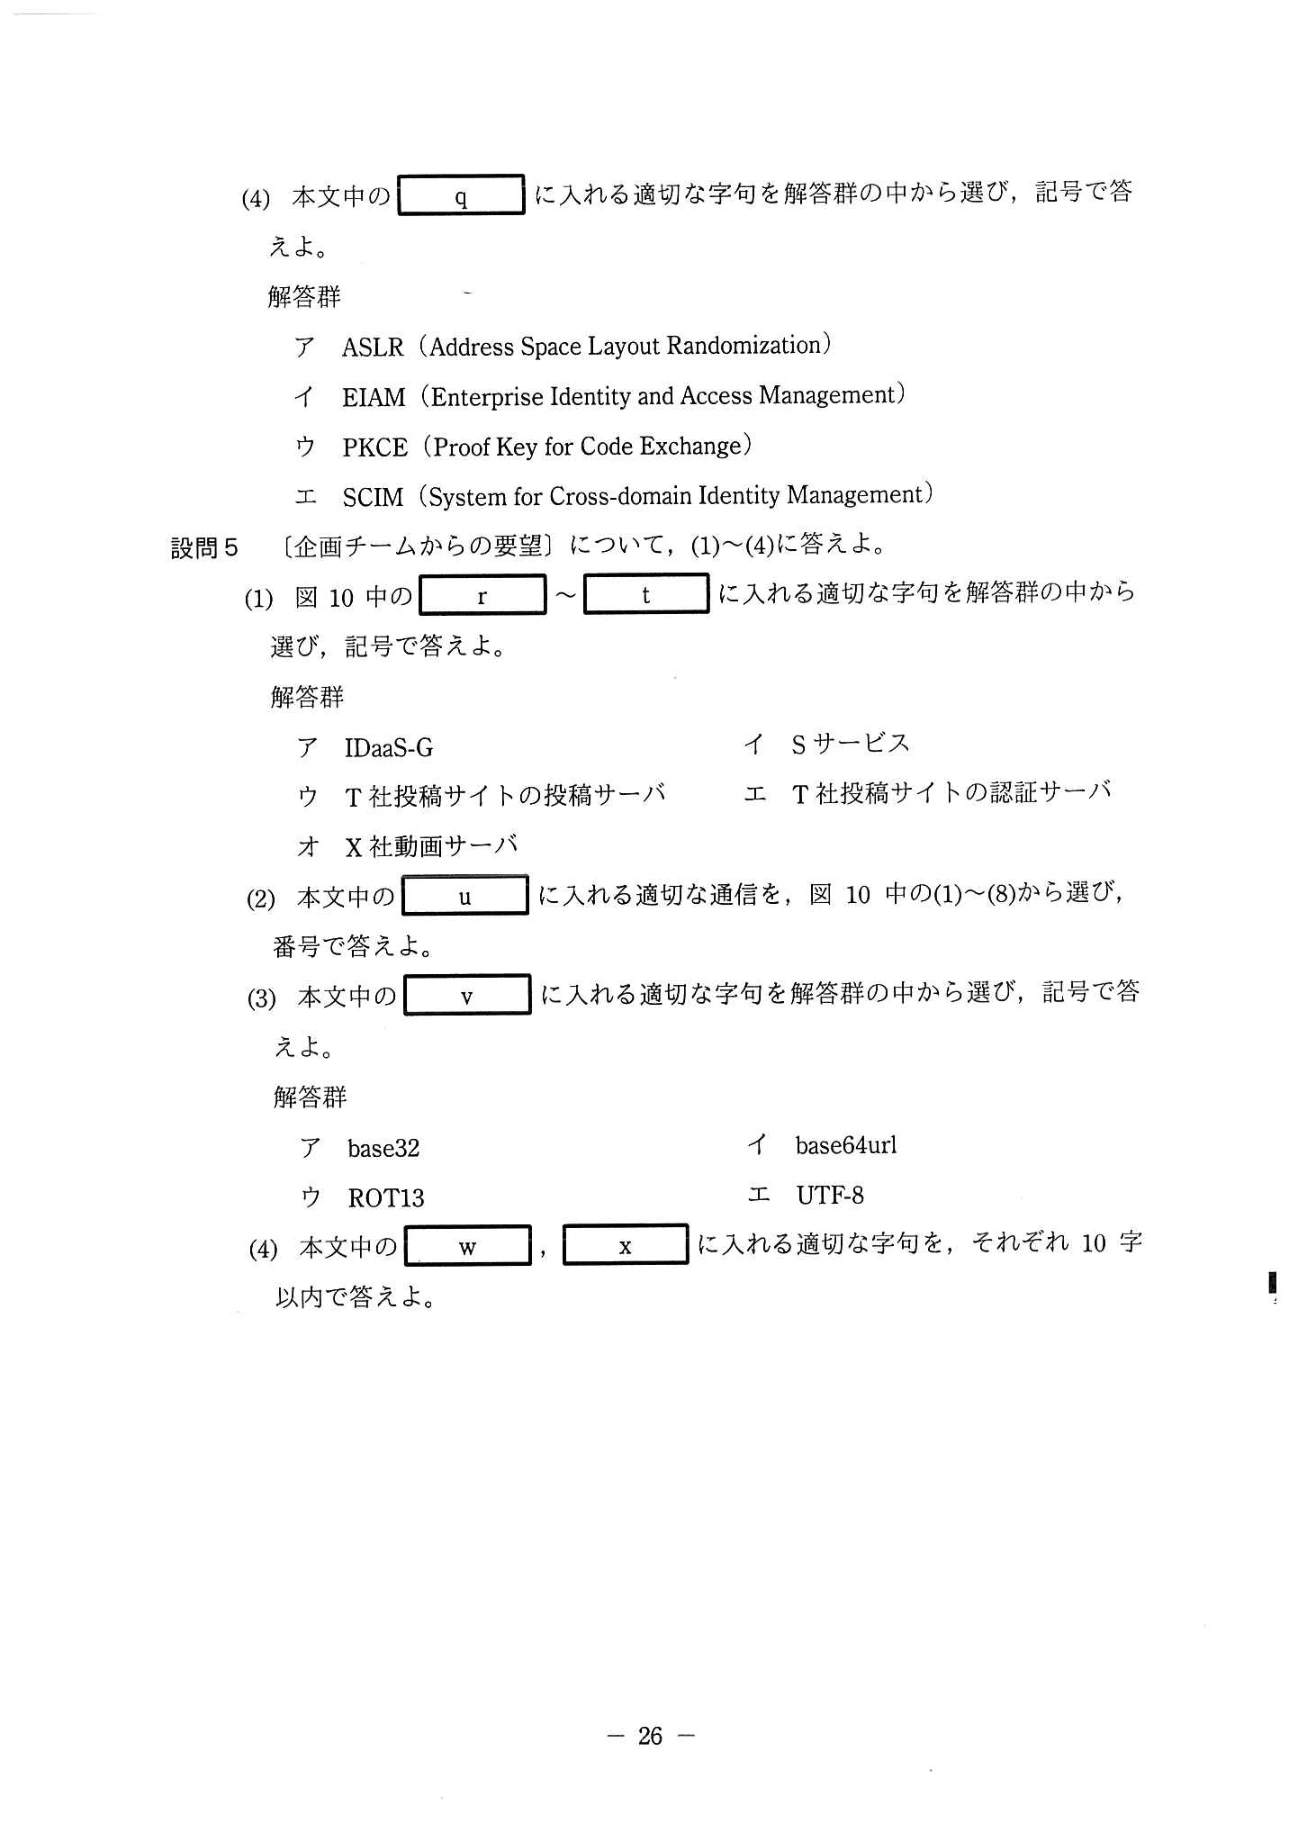 (4) 本文中の q に入れる適切な字句を解答群の中から選び，記号で答
えよ。
解答群
ア ASLR（Address Space Layout Randomization）
イ EIAM（Enterprise Identity and Access Management）
ウ PKCE（Proof Key for Code Exchange）
エ SCIM（System for Cross-domain Identity Management）
設問5 〔企画チームからの要望〕について，(1)～(4)に答えよ。
(1) 図 10 中の r ～ t に入れる適切な字句を解答群の中から
選び，記号で答えよ。
解答群
ア IDaaS-G イ Sサービス
ウ T社投稿サイトの投稿サーバ エ T社投稿サイトの認証サーバ
オ X社動画サーバ
(2) 本文中の u に入れる適切な通信を，図 10 中の(1)～(8)から選び，
番号で答えよ。
(3) 本文中の v に入れる適切な字句を解答群の中から選び，記号で答
えよ。
解答群
ア base32 イ base64url
ウ ROT13 エ UTF-8
(4) 本文中の w ， x に入れる適切な字句を，それぞれ 10 字
以内で答えよ。
－ 26 －